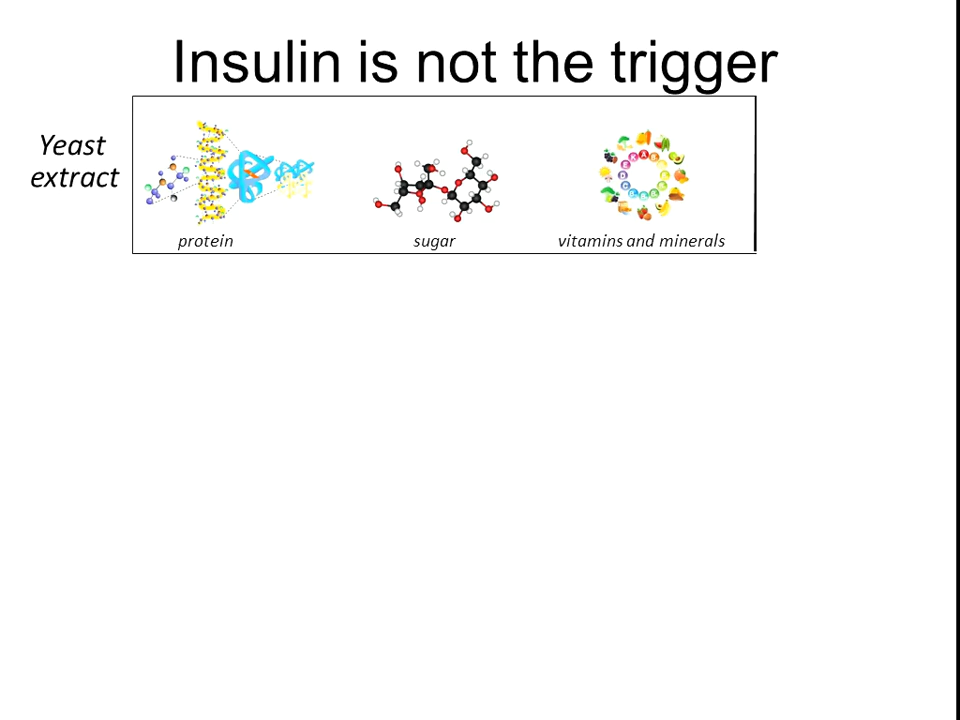 Insulin is not the trigger
Yeast
extract
protein
sugar
vitamins and minerals